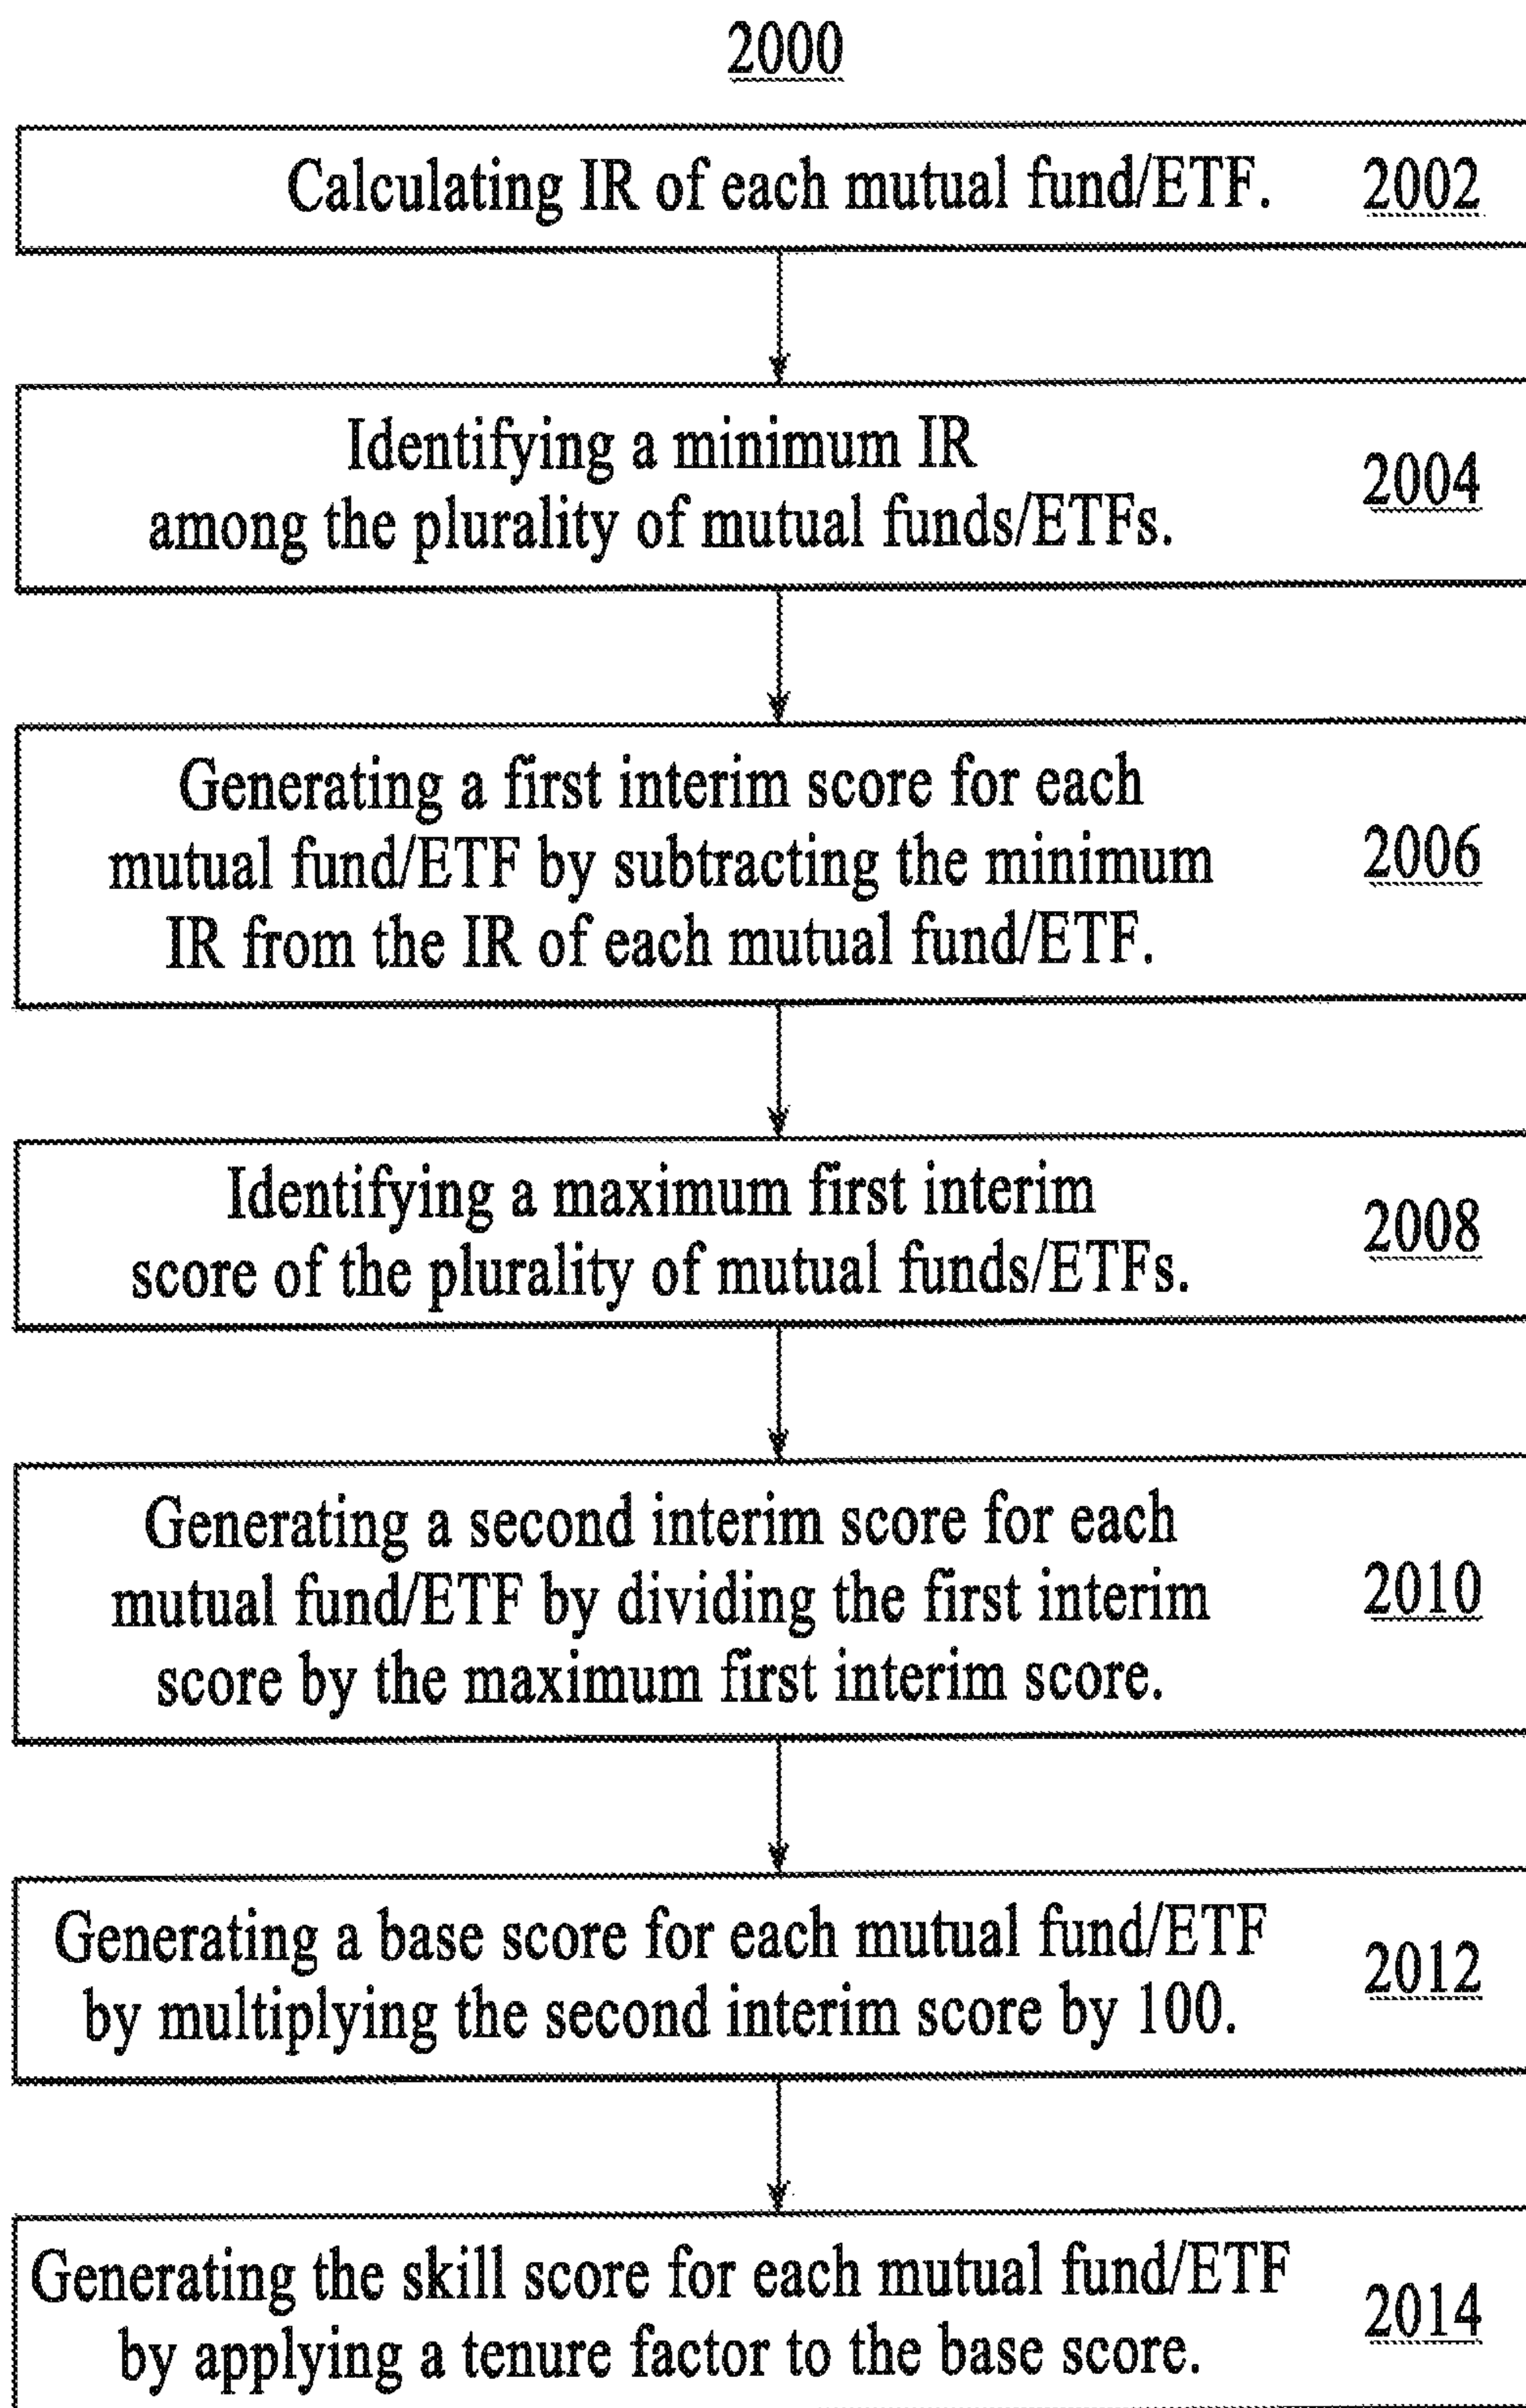 2000
Calculating IR of each mutual fund/ETF. 2002
Identifying a minimum IR
among the plurality of mutual funds/ETFs.
2004
Generating a first interim score for each
mutual fund/ETF by subtracting the minimum
IR from the IR of each mutual fund/ETF.
2006
Identifying a maximum first interim
score of the plurality of mutual funds/ETFs.
2008
Generating a second interim score for each
mutual fund/ETF by dividing the first interim
score by the maximum first interim score.
2010
Generating a base score for each mutual fund/ETF
by multiplying the second interim score by 100.
2012
Generating the skill score for each mutual fund/ETF
by applying a tenure factor to the base score.
2014